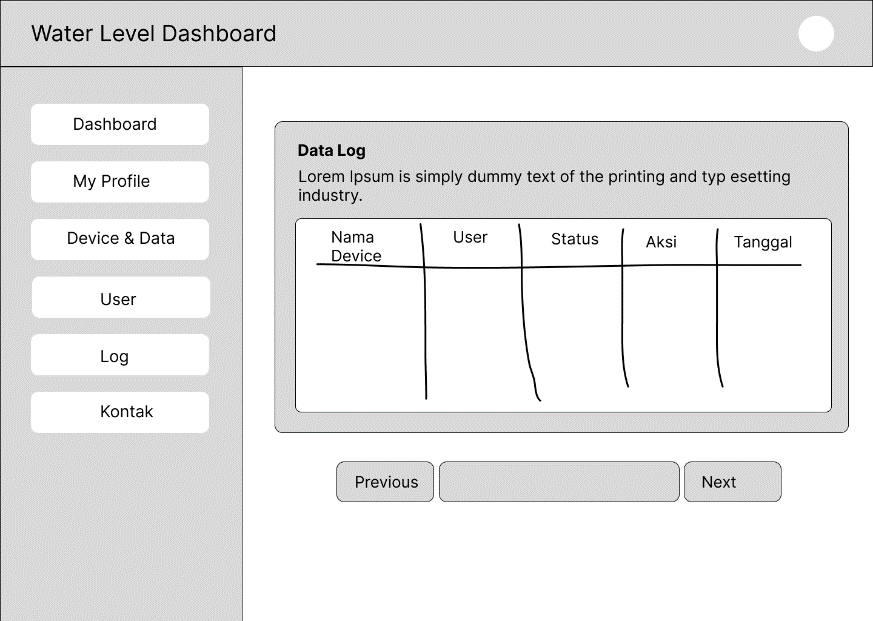 Water Level Dashboard
Dashboard
My Profile
Device & Data
User
Log
Kontak
Data Log
Lorem Ipsum is simply dummy text of the printing and typ esetting
industry.
Nama
Device
User
Status
Aksi
Tanggal
Previous
Next